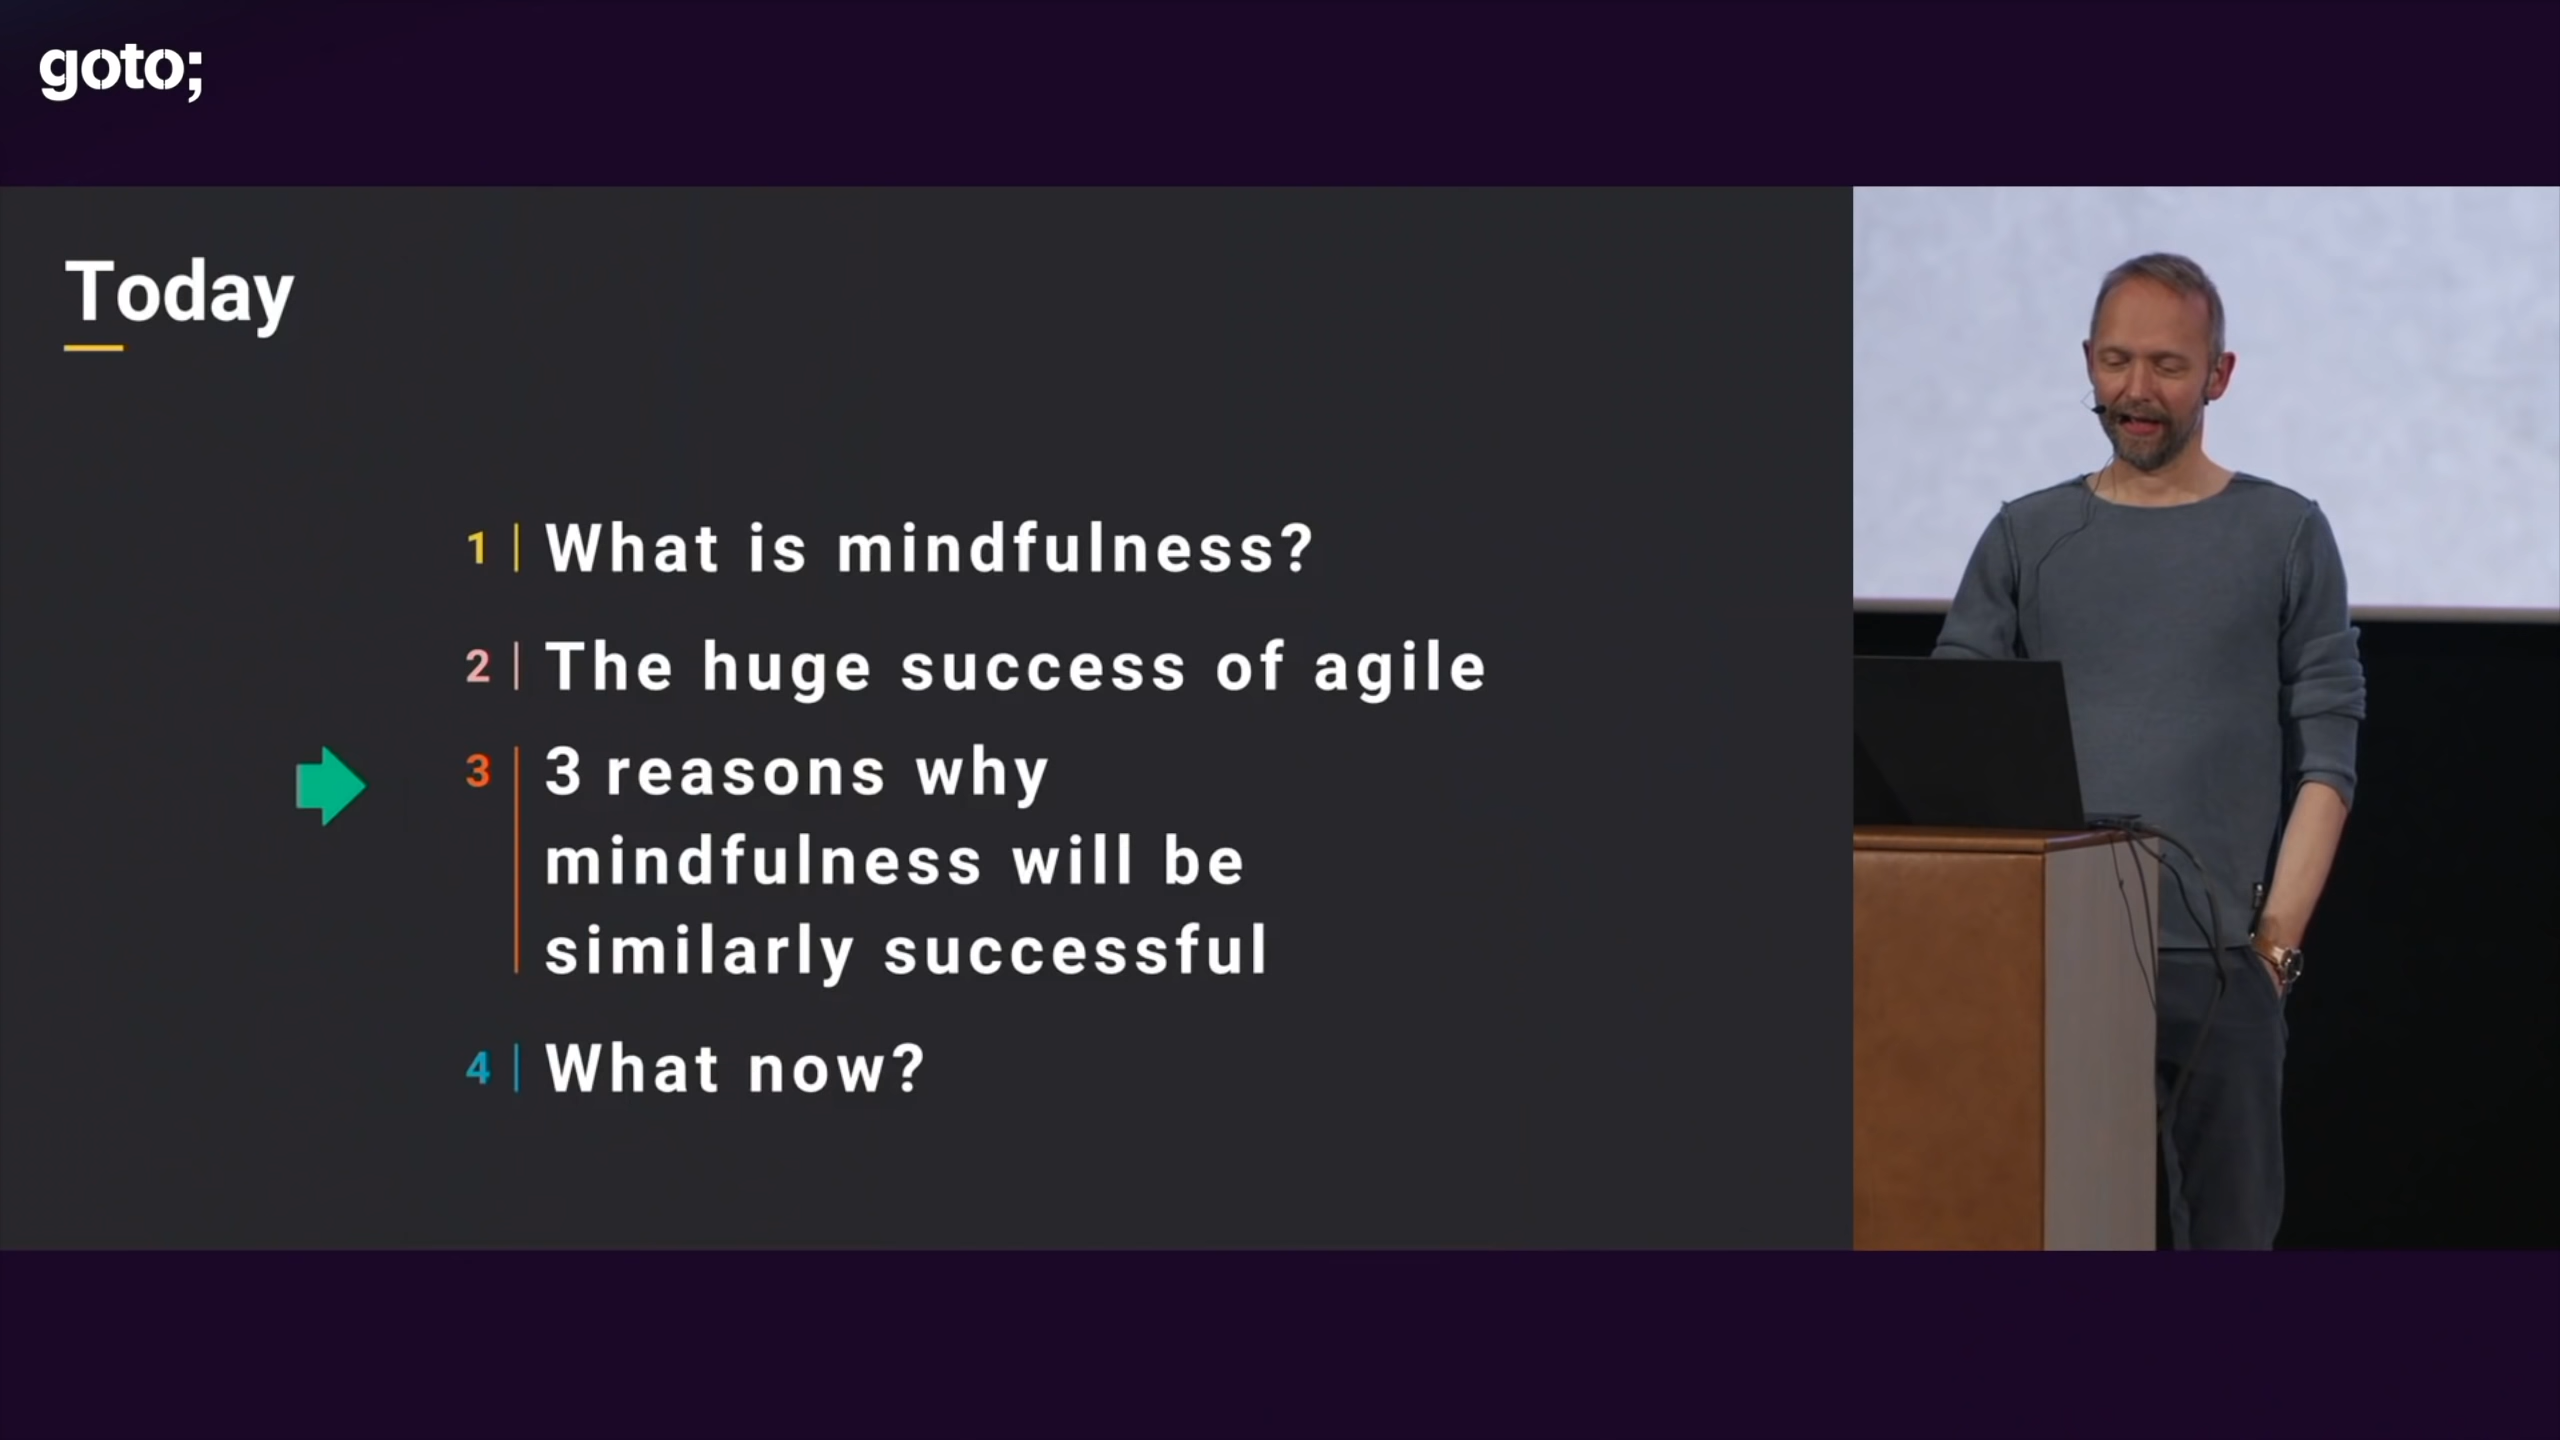 goto;
Today
1 What is mindfulness?
2 The huge success of agile
3 3 reasons why
mindfulness will be
similarly successful
4 What now?